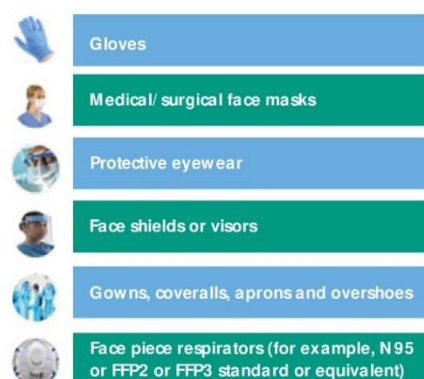 Gloves
Medical/ surgical face masks
Protective eyewear
Face shields or visors
Gowns, coveralls, aprons and overshoes
Face piece respirators (for example, N95
or FFP2 or FFP3 standard or equivalent)